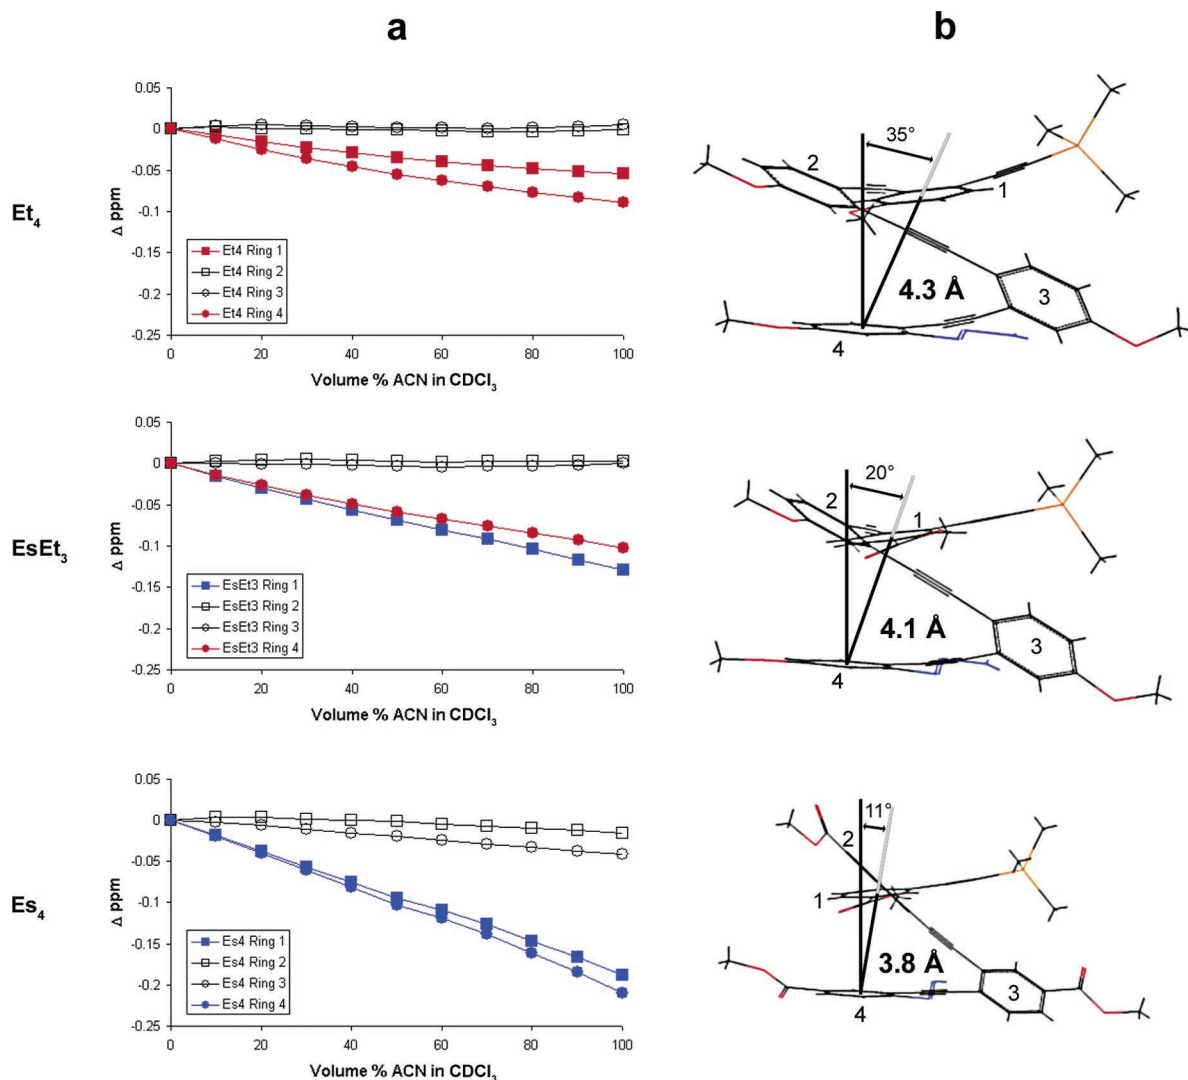 a
b
Et4
0.05
0
-0.05
-0.1
-0.15
-0.2
-0.25
Δ ppm
Et4 Ring 1
Et4 Ring 2
Et4 Ring 3
Et4 Ring 4
0 20 40 60 80 100
Volume % ACN in CDCl3
35°
2
1
4.3 Å
3
4
EsEt3
0.05
0
-0.05
-0.1
-0.15
-0.2
-0.25
Δ ppm
EsEt3 Ring 1
EsEt3 Ring 2
EsEt3 Ring 3
EsEt3 Ring 4
0 20 40 60 80 100
Volume % ACN in CDCl3
20°
2
1
4.1 Å
3
4
Es4
0.05
0
-0.05
-0.1
-0.15
-0.2
-0.25
Δ ppm
Es4 Ring 1
Es4 Ring 2
Es4 Ring 3
Es4 Ring 4
0 20 40 60 80 100
Volume % ACN in CDCl3
11°
2
1
3.8 Å
3
4